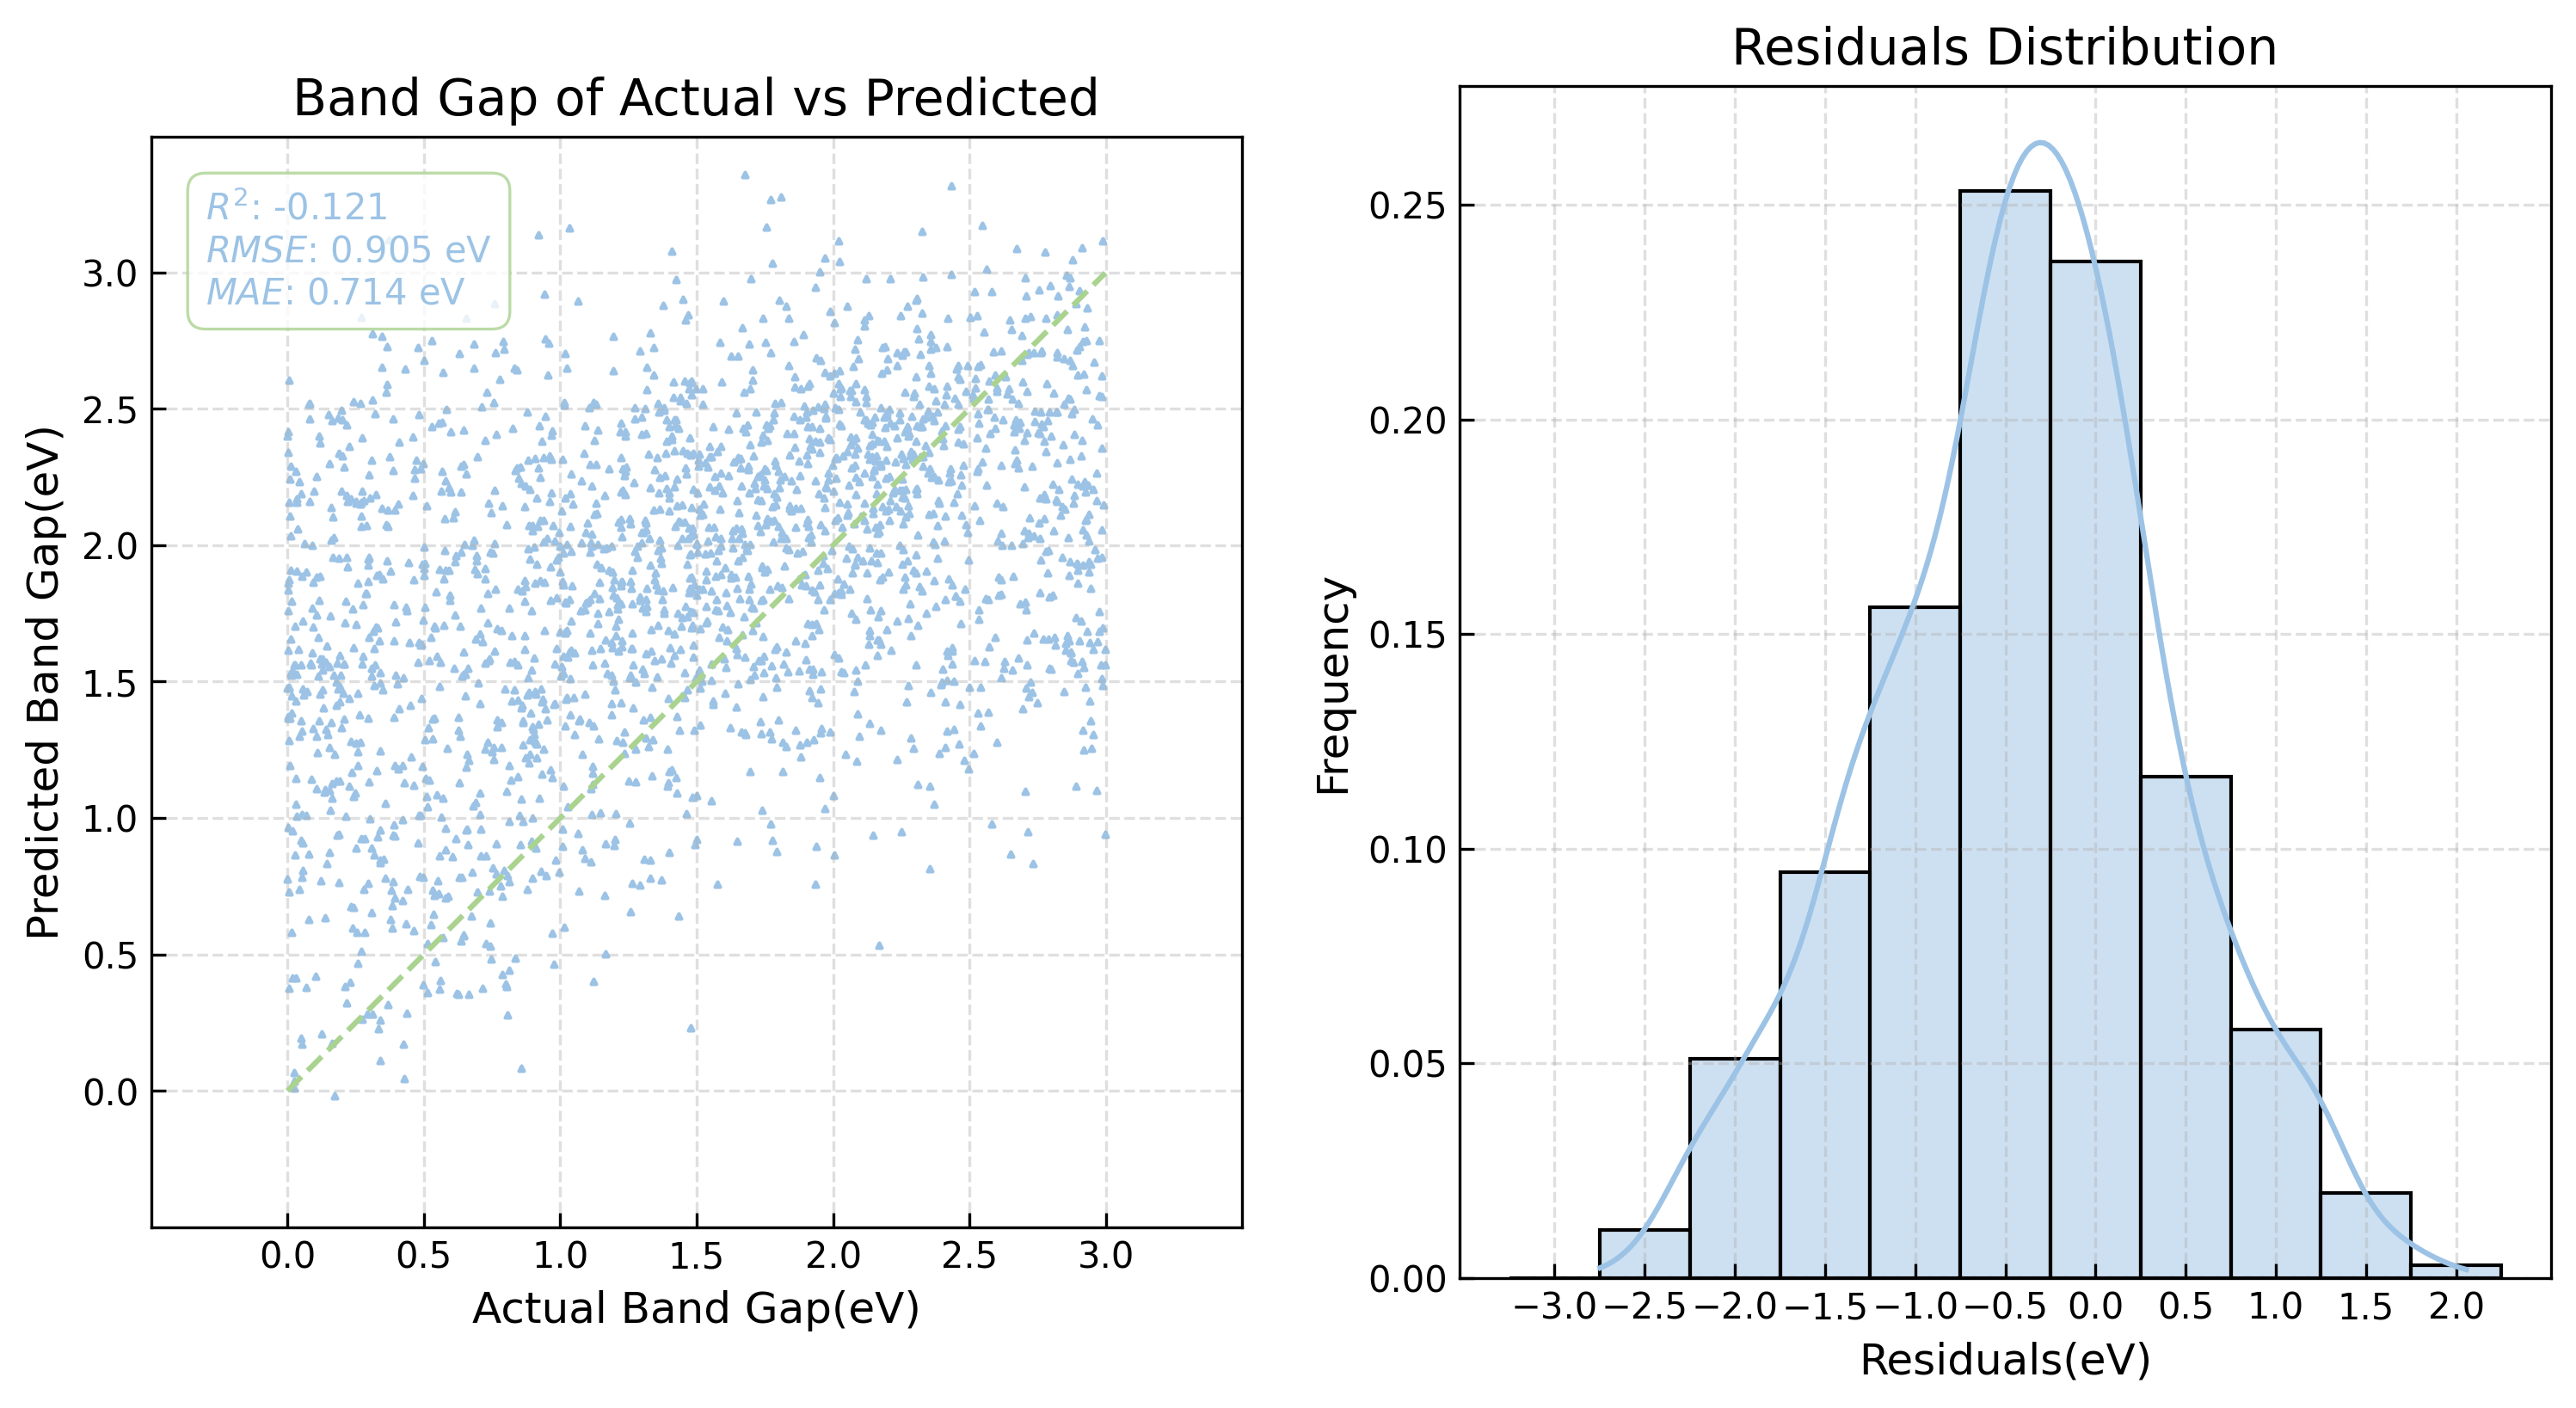 Band Gap of Actual vs Predicted
R²: -0.121
RMSE: 0.905 eV
MAE: 0.714 eV
Predicted Band Gap(eV)
3.0
2.5
2.0
1.5
1.0
0.5
0.0
0.0 0.5 1.0 1.5 2.0 2.5 3.0
Actual Band Gap(eV)
Residuals Distribution
Frequency
0.25
0.20
0.15
0.10
0.05
0.00
−3.0 −2.5 −2.0 −1.5 −1.0 −0.5 0.0 0.5 1.0 1.5 2.0
Residuals(eV)